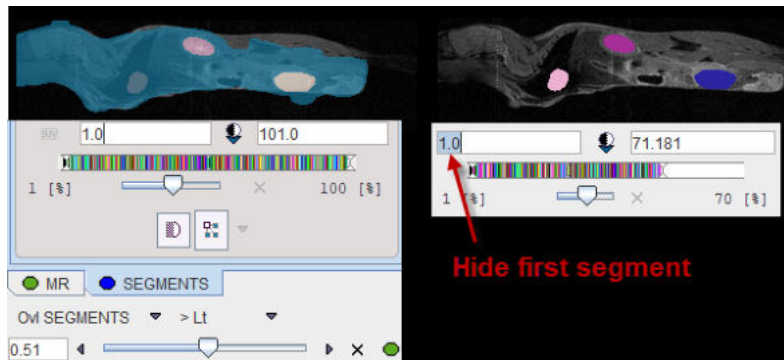 SUV 1.0 101.0
1 [%] 100 [%]
MR SEGMENTS
Ovl SEGMENTS > Lt
0.51
1.0 71.181
1 [%] 70 [%]
Hide first segment